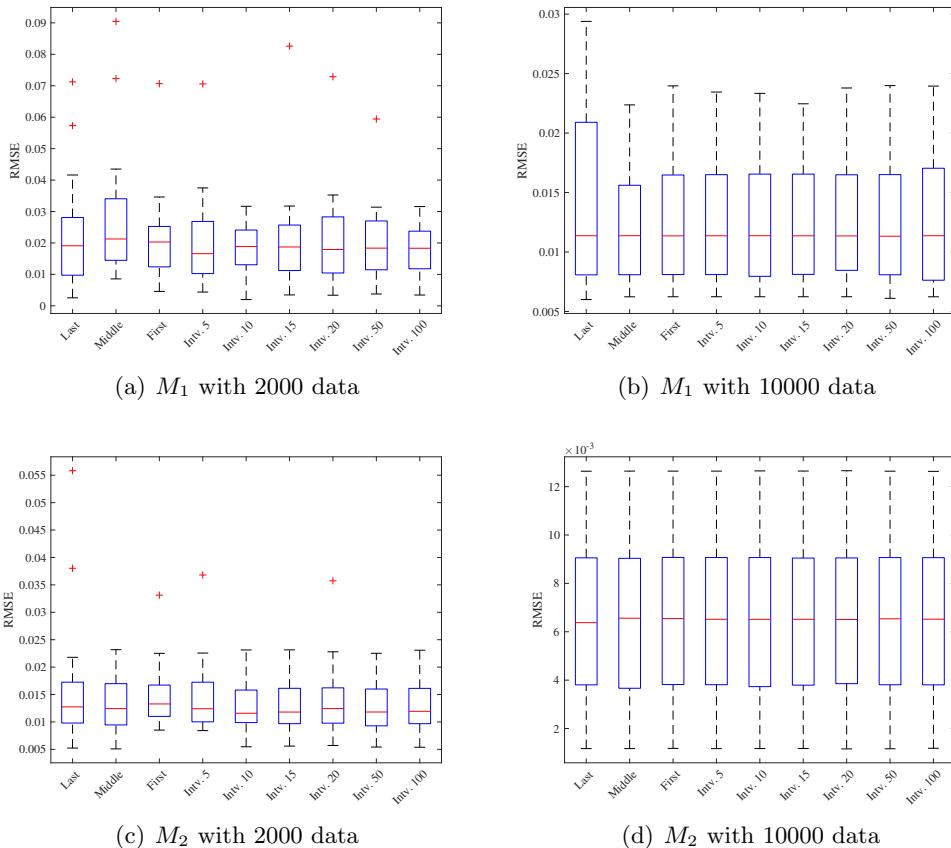 0.09
0.08
0.07
0.06
0.05
0.04
0.03
0.02
0.01
0
RMSE
Last Middle First Intv. 5 Intv. 10 Intv. 15 Intv. 20 Intv. 50 Intv. 100
(a) M₁ with 2000 data
0.03
0.025
0.02
0.015
0.01
0.005
RMSE
Last Middle First Intv. 5 Intv. 10 Intv. 15 Intv. 20 Intv. 50 Intv. 100
(b) M₁ with 10000 data
0.055
0.05
0.045
0.04
0.035
0.03
0.025
0.02
0.015
0.01
0.005
RMSE
Last Middle First Intv. 5 Intv. 10 Intv. 15 Intv. 20 Intv. 50 Intv. 100
(c) M₂ with 2000 data
×10⁻³
12
10
8
6
4
2
RMSE
Last Middle First Intv. 5 Intv. 10 Intv. 15 Intv. 20 Intv. 50 Intv. 100
(d) M₂ with 10000 data